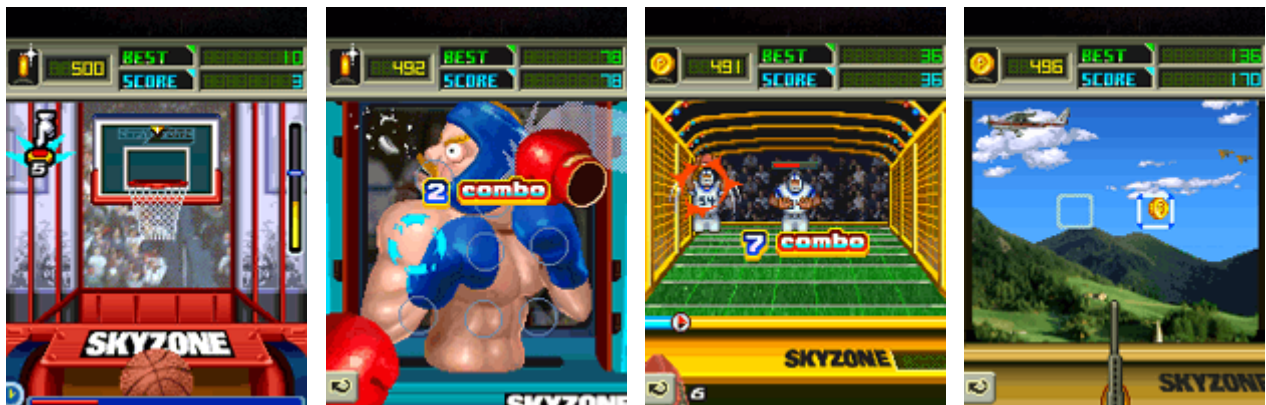 500 BEST 10
SCORE 3
5
SKYZONE
492 BEST 78
SCORE 78
2 combo
SKYZONE
491 BEST 36
SCORE 36
54
7 combo
SKYZONE
6
496 BEST 136
SCORE 170
P
SKYZONE